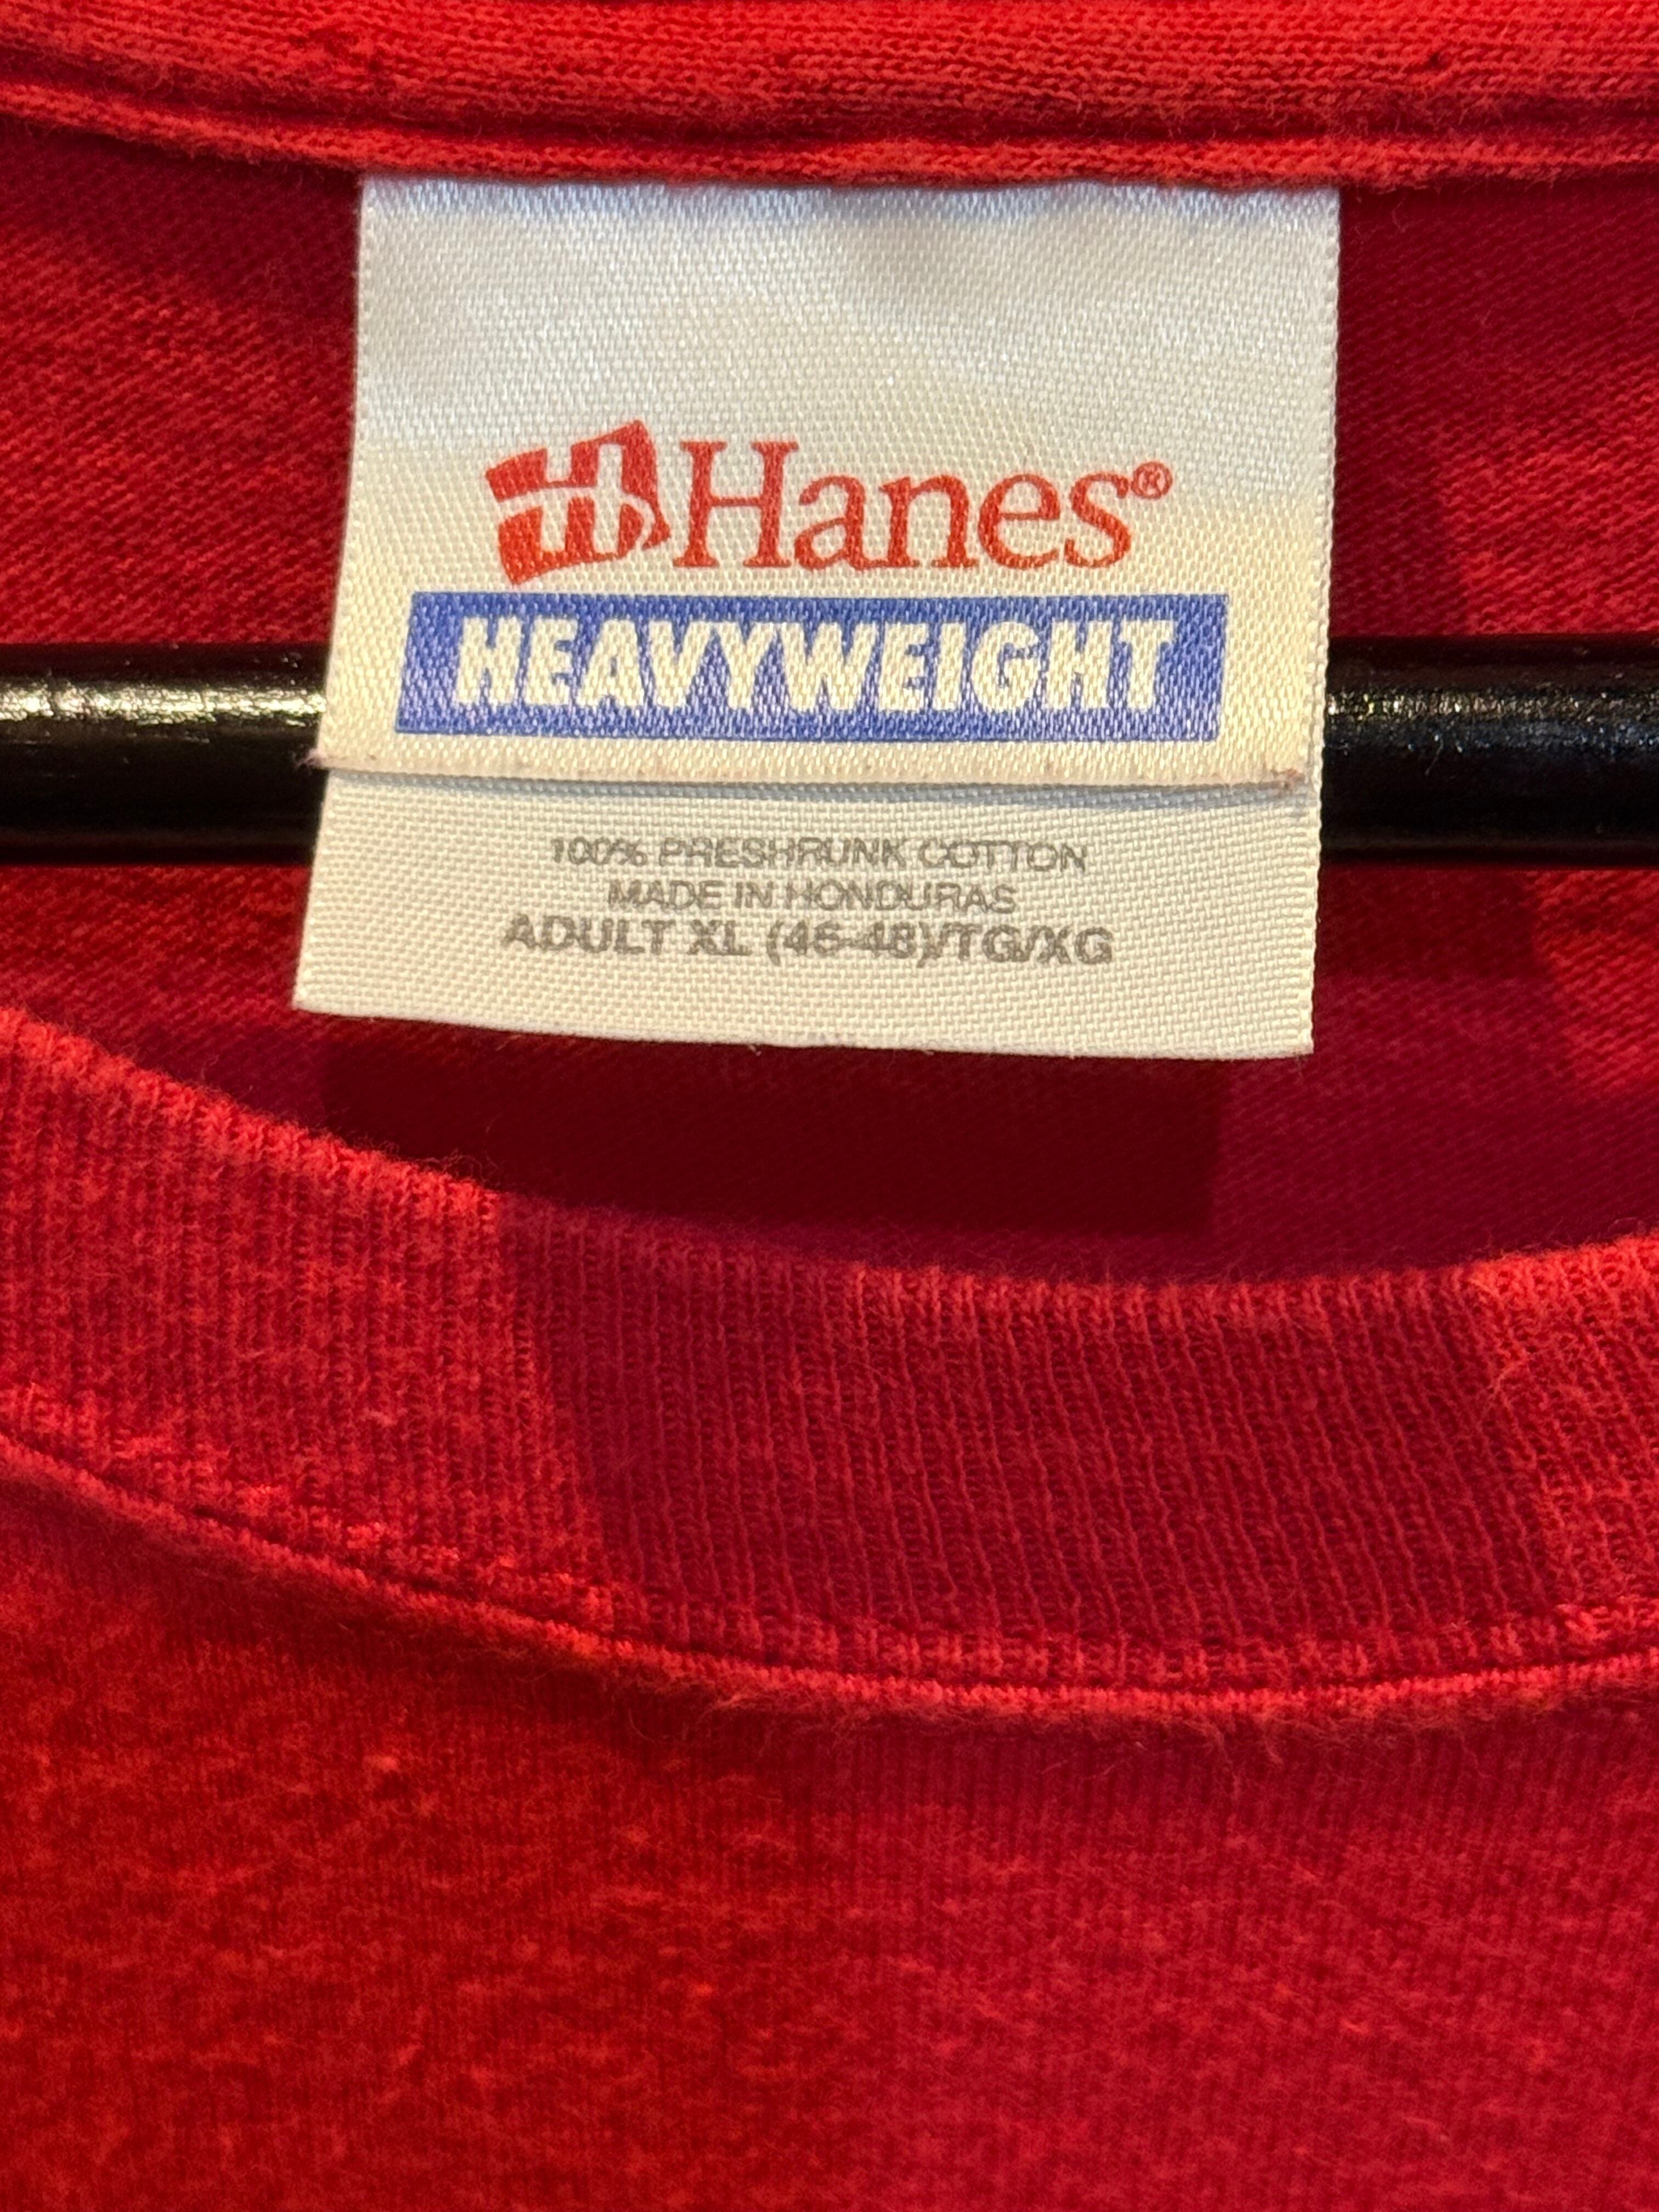 Hanes®
HEAVYWEIGHT
100% PRESHRUNK COTTON
MADE IN HONDURAS
ADULT XL (46-48)/TG/XG